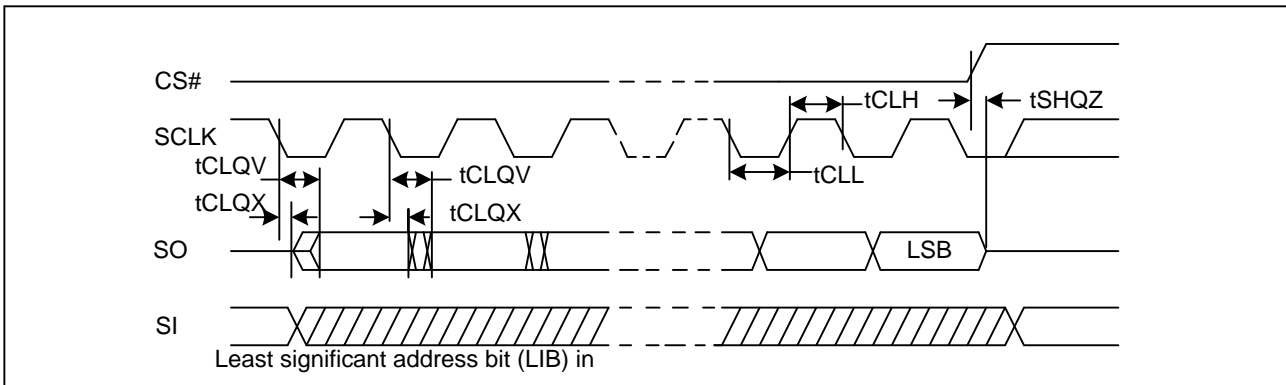 CS#
tCLH
tSHQZ
SCLK
tCLQV
tCLQV
tCLL
tCLQX
tCLQX
SO
LSB
SI
Least significant address bit (LIB) in